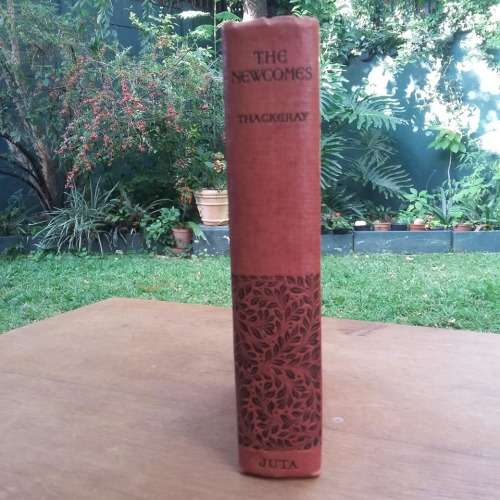 THE
NEWCOMES
THACKERAY
JUTA